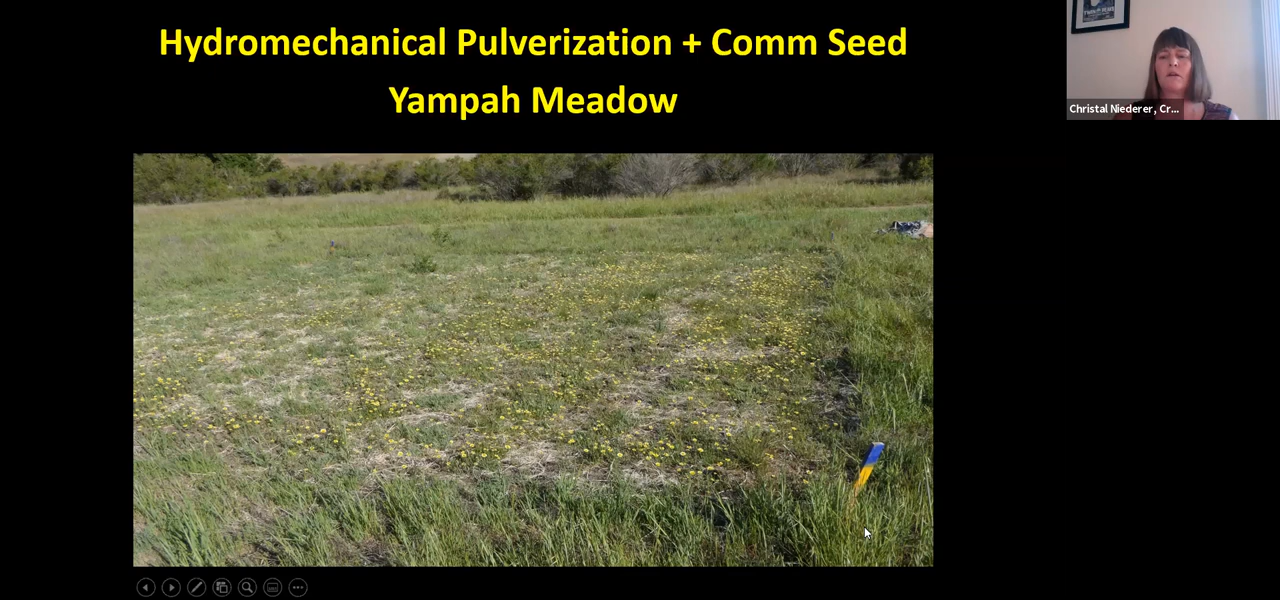 Hydromechanical Pulverization + Comm Seed
Yampah Meadow
Christal Niederer, Cr...